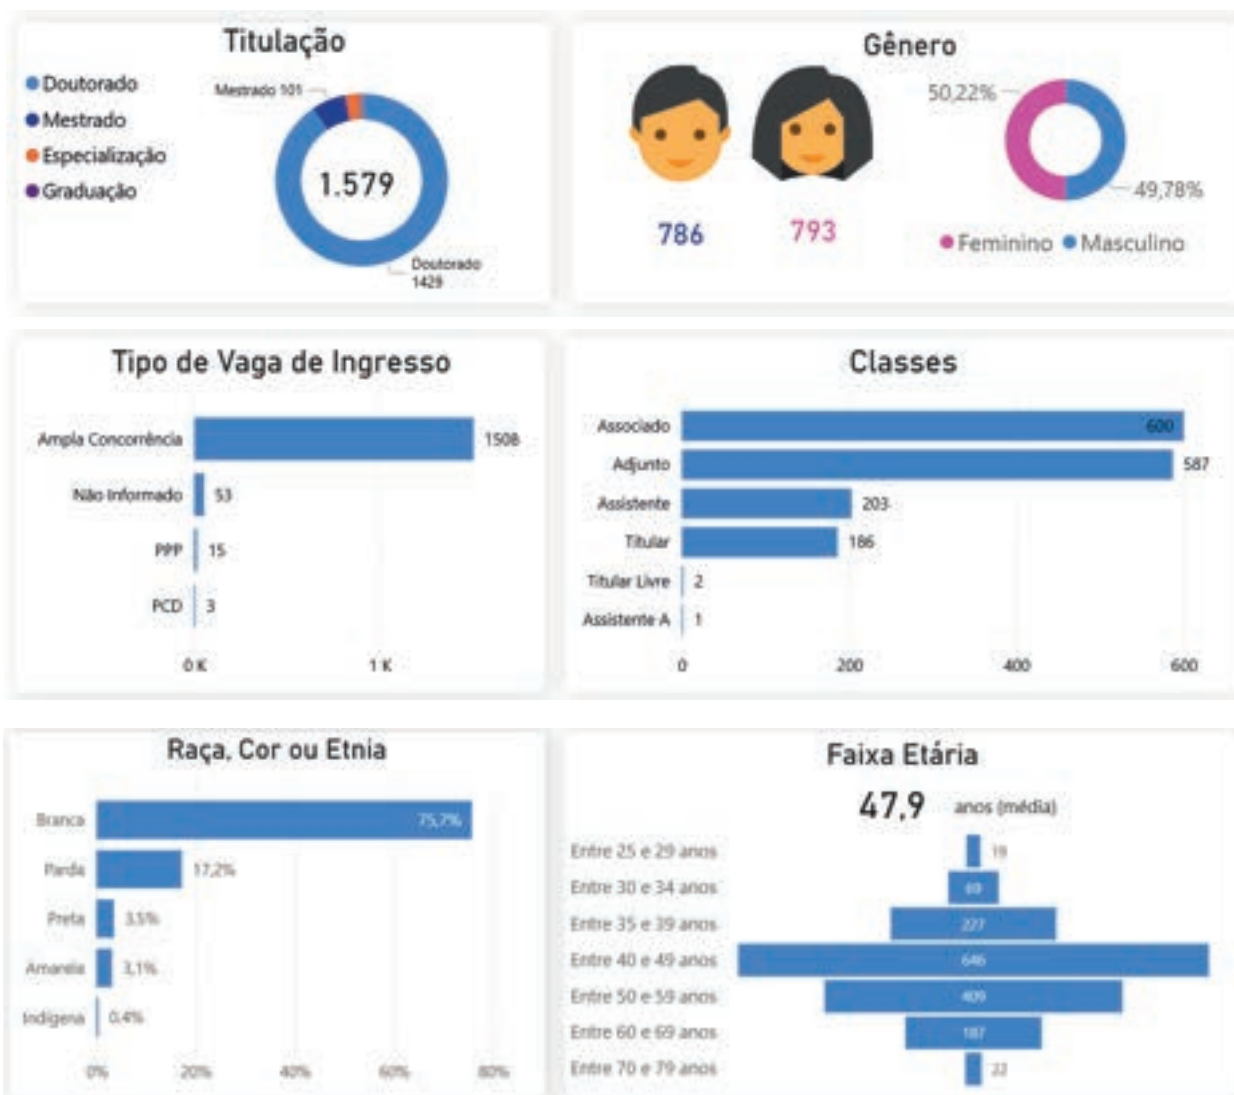 Titulação
Doutorado
Mestrado
Especialização
Graduação
Mestrado 101
1.579
Doutorado
1429
Gênero
786
793
50,22%
49,78%
Feminino Masculino
Tipo de Vaga de Ingresso
Ampla Concorrência 1508
Não Informado 53
PPP 15
PCD 3
0 K 1 K
Classes
Associado 600
Adjunto 587
Assistente 203
Titular 186
Titular Livre 2
Assistente A 1
0 200 400 600
Raça, Cor ou Etnia
Branca 75,7%
Parda 17,2%
Preta 3,5%
Amarela 3,1%
Indígena 0,4%
0% 20% 40% 60% 80%
Faixa Etária
47,9 anos (média)
Entre 25 e 29 anos 19
Entre 30 e 34 anos 69
Entre 35 e 39 anos 227
Entre 40 e 49 anos 646
Entre 50 e 59 anos 409
Entre 60 e 69 anos 187
Entre 70 e 79 anos 22